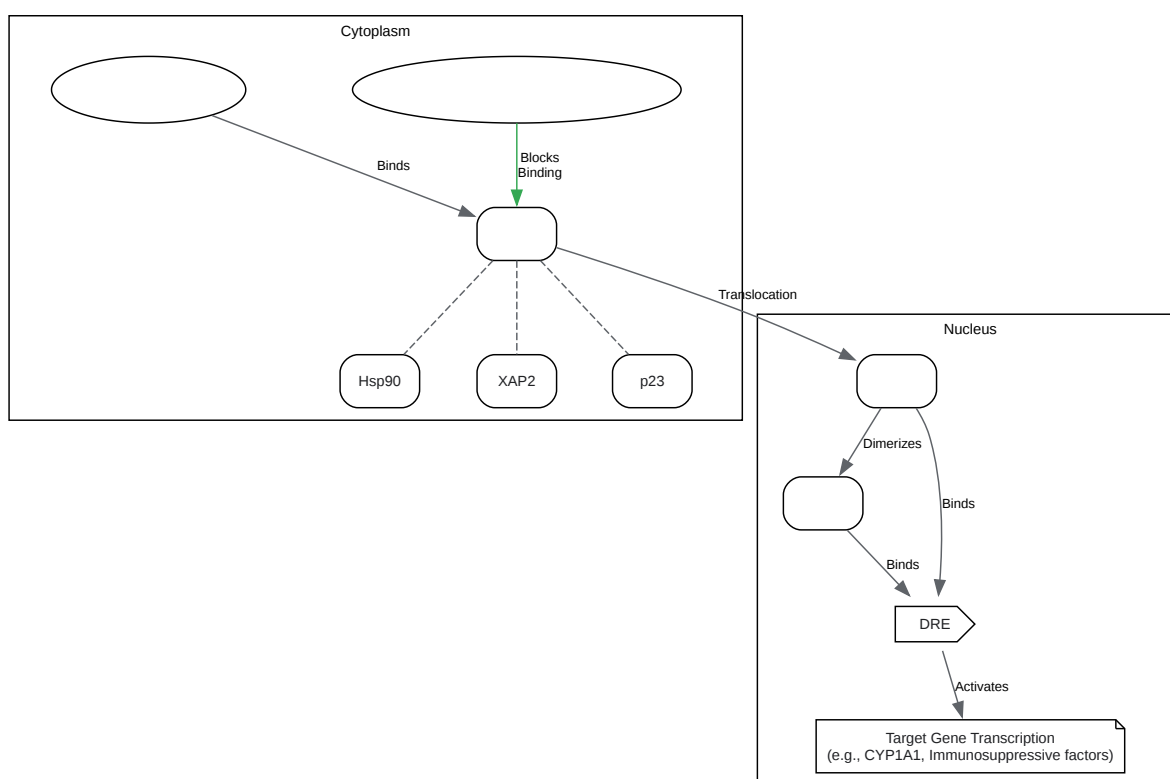 Cytoplasm
Binds
Blocks
Binding
Translocation
Nucleus
Hsp90
XAP2
p23
Dimerizes
Binds
Binds
DRE
Activates
Target Gene Transcription
(e.g., CYP1A1, Immunosuppressive factors)